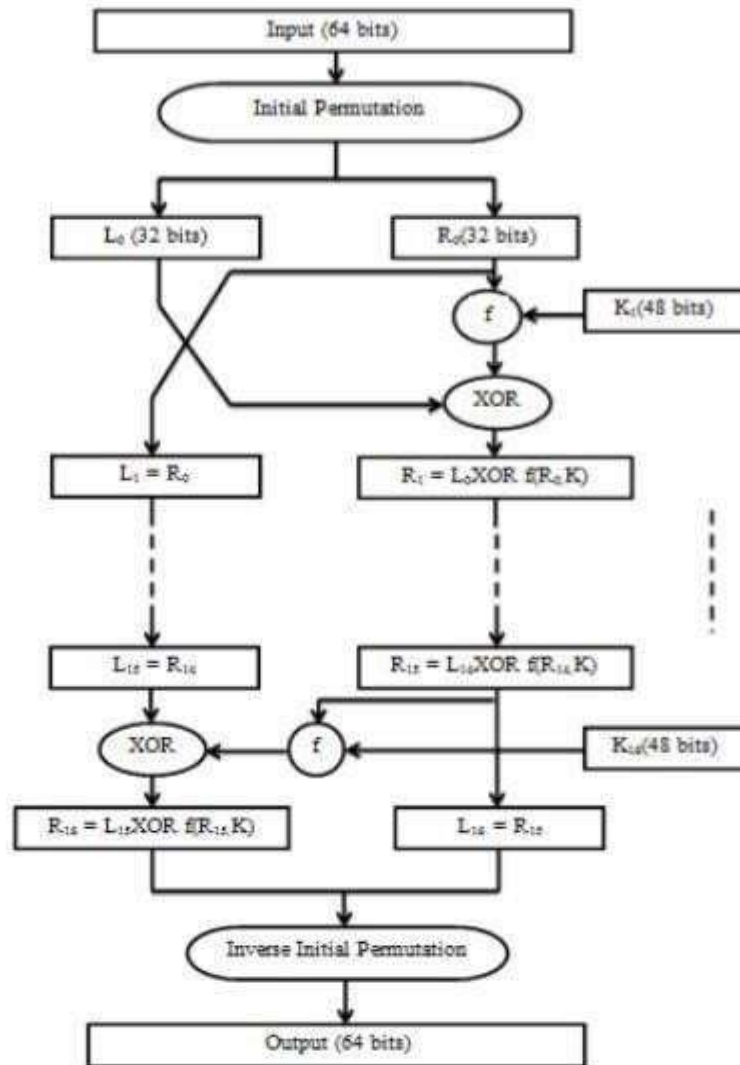 Input (64 bits)
Initial Permutation
L₀ (32 bits)
R₀(32 bits)
f
K₁(48 bits)
XOR
L₁ = R₀
R₁ = L₀XOR f(R₀,K)
L₁₅ = R₁₄
R₁₅ = L₁₄XOR f(R₁₄,K)
XOR
f
K₁₆(48 bits)
R₁₆ = L₁₅XOR f(R₁₅,K)
L₁₆ = R₁₅
Inverse Initial Permutation
Output (64 bits)